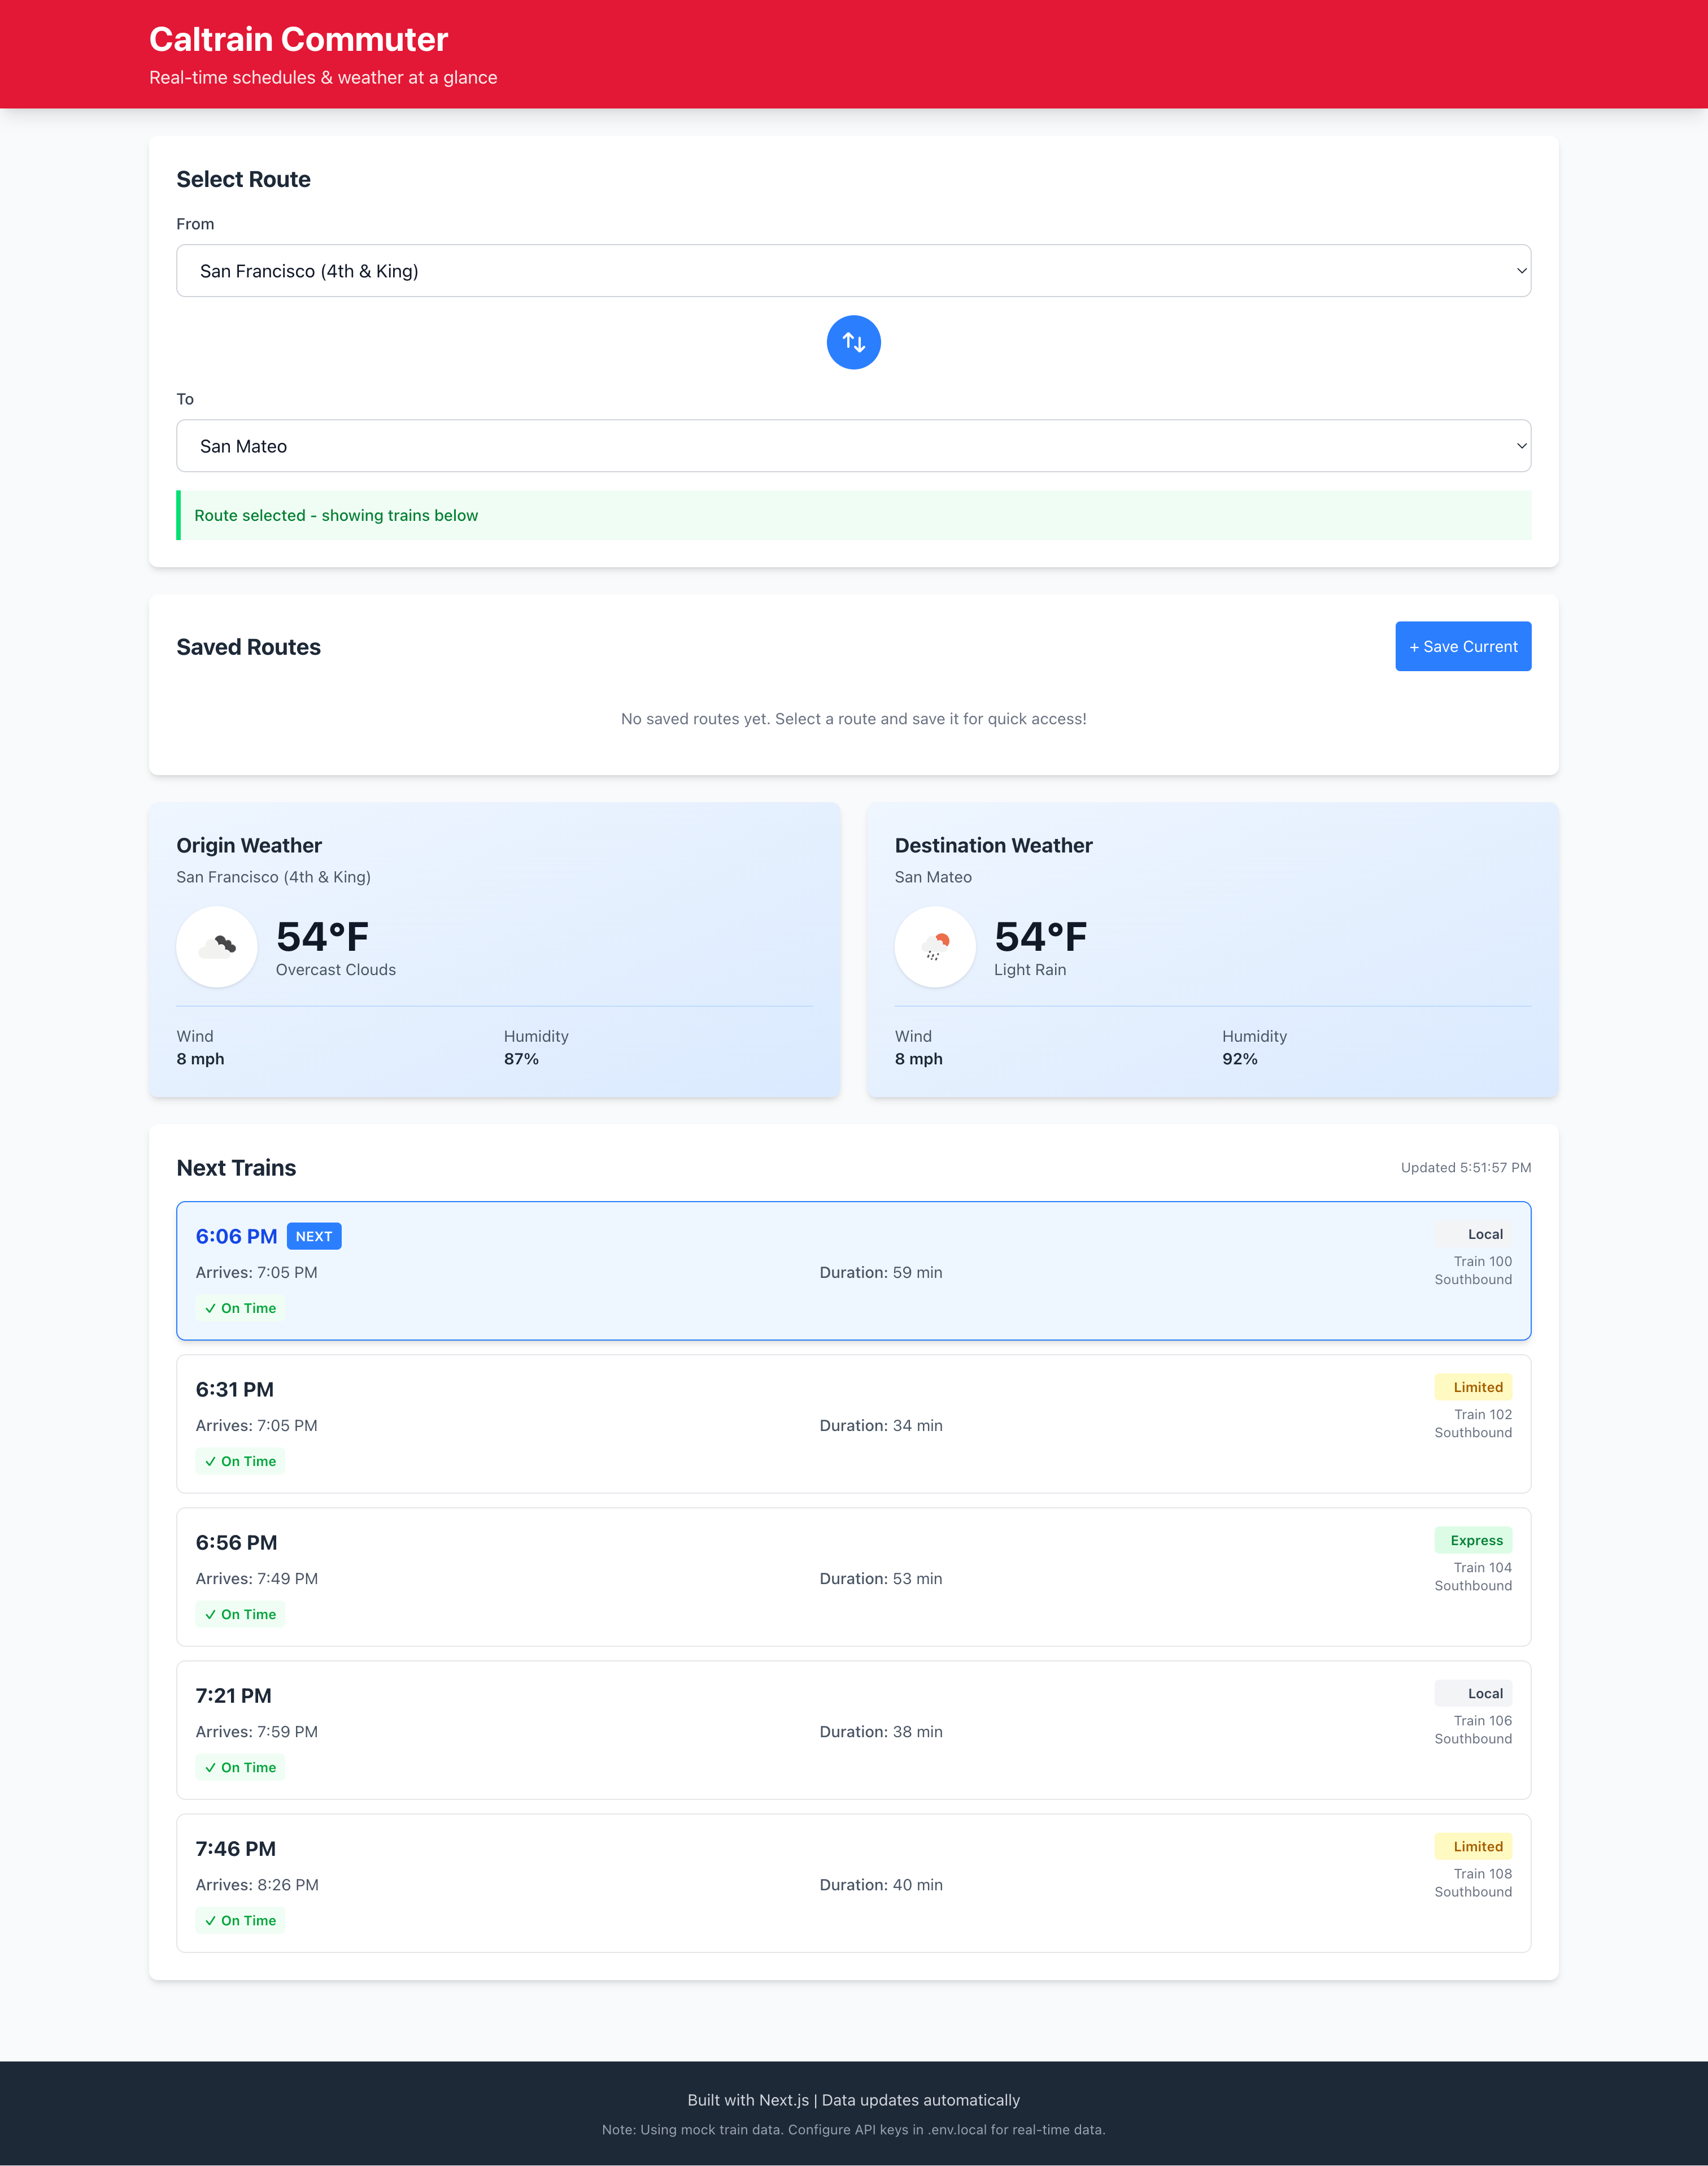 Caltrain Commuter
Real-time schedules & weather at a glance
Select Route
From
San Francisco (4th & King)
To
San Mateo
Route selected - showing trains below
Saved Routes
+ Save Current
No saved routes yet. Select a route and save it for quick access!
Origin Weather
San Francisco (4th & King)
54°F
Overcast Clouds
Wind
8 mph
Humidity
87%
Destination Weather
San Mateo
54°F
Light Rain
Wind
8 mph
Humidity
92%
Next Trains
Updated 5:51:57 PM
6:06 PM NEXT
Arrives: 7:05 PM
Duration: 59 min
✓ On Time
Local
Train 100
Southbound
6:31 PM
Arrives: 7:05 PM
Duration: 34 min
✓ On Time
Limited
Train 102
Southbound
6:56 PM
Arrives: 7:49 PM
Duration: 53 min
✓ On Time
Express
Train 104
Southbound
7:21 PM
Arrives: 7:59 PM
Duration: 38 min
✓ On Time
Local
Train 106
Southbound
7:46 PM
Arrives: 8:26 PM
Duration: 40 min
✓ On Time
Limited
Train 108
Southbound
Built with Next.js | Data updates automatically
Note: Using mock train data. Configure API keys in .env.local for real-time data.